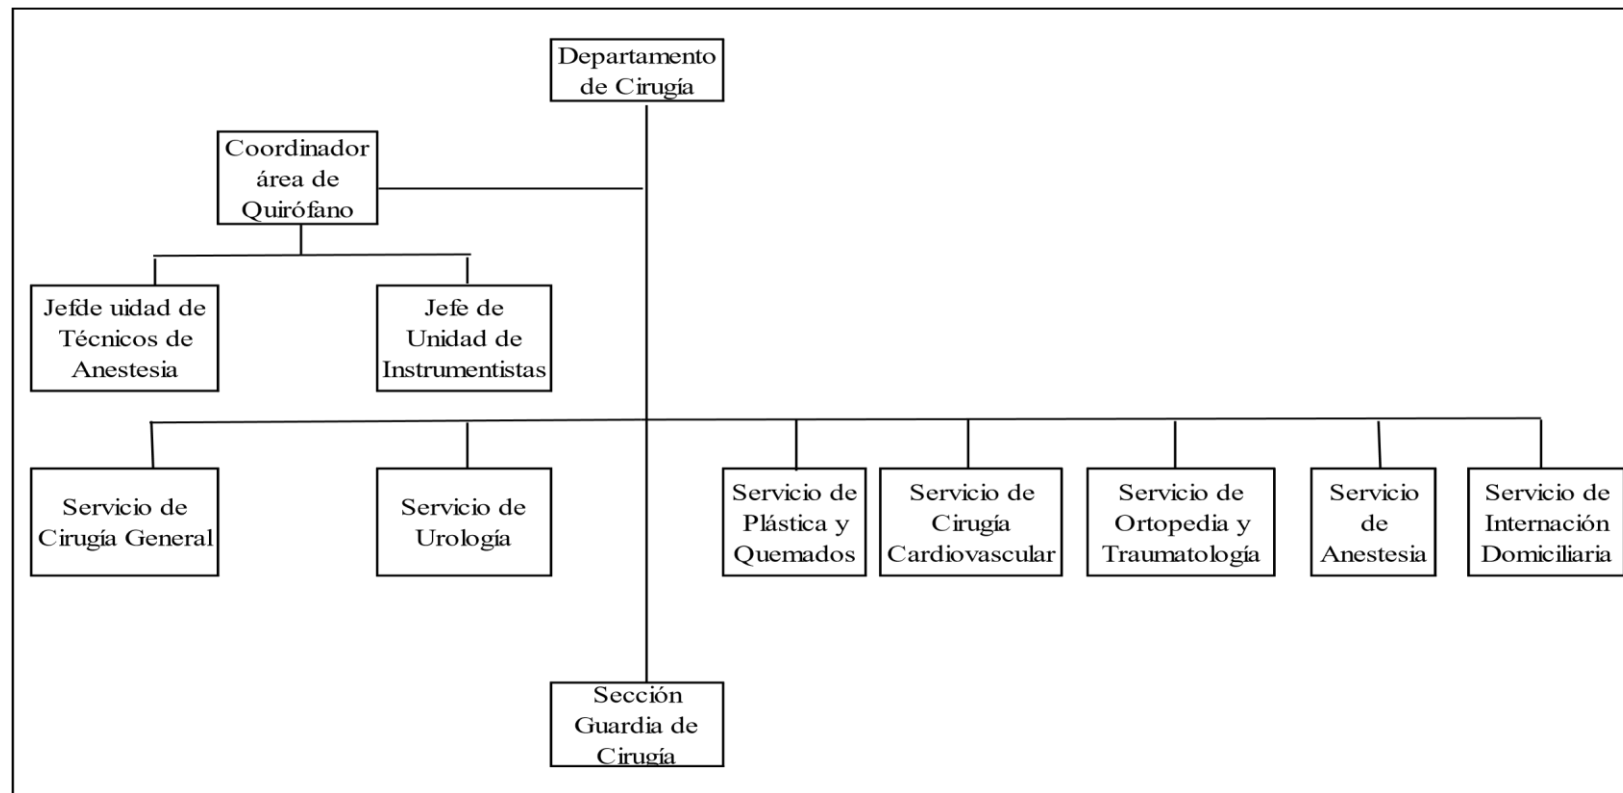 Departamento
de Cirugía
Coordinador
área de
Quirófano
Jefde uidad de
Técnicos de
Anestesia
Jefe de
Unidad de
Instrumentistas
Servicio de
Cirugía General
Servicio de
Urología
Servicio de
Plástica y
Quemados
Servicio de
Cirugía
Cardiovascular
Servicio de
Ortopedia y
Traumatología
Servicio
de
Anestesia
Servicio de
Internación
Domiciliaria
Sección
Guardia de
Cirugía